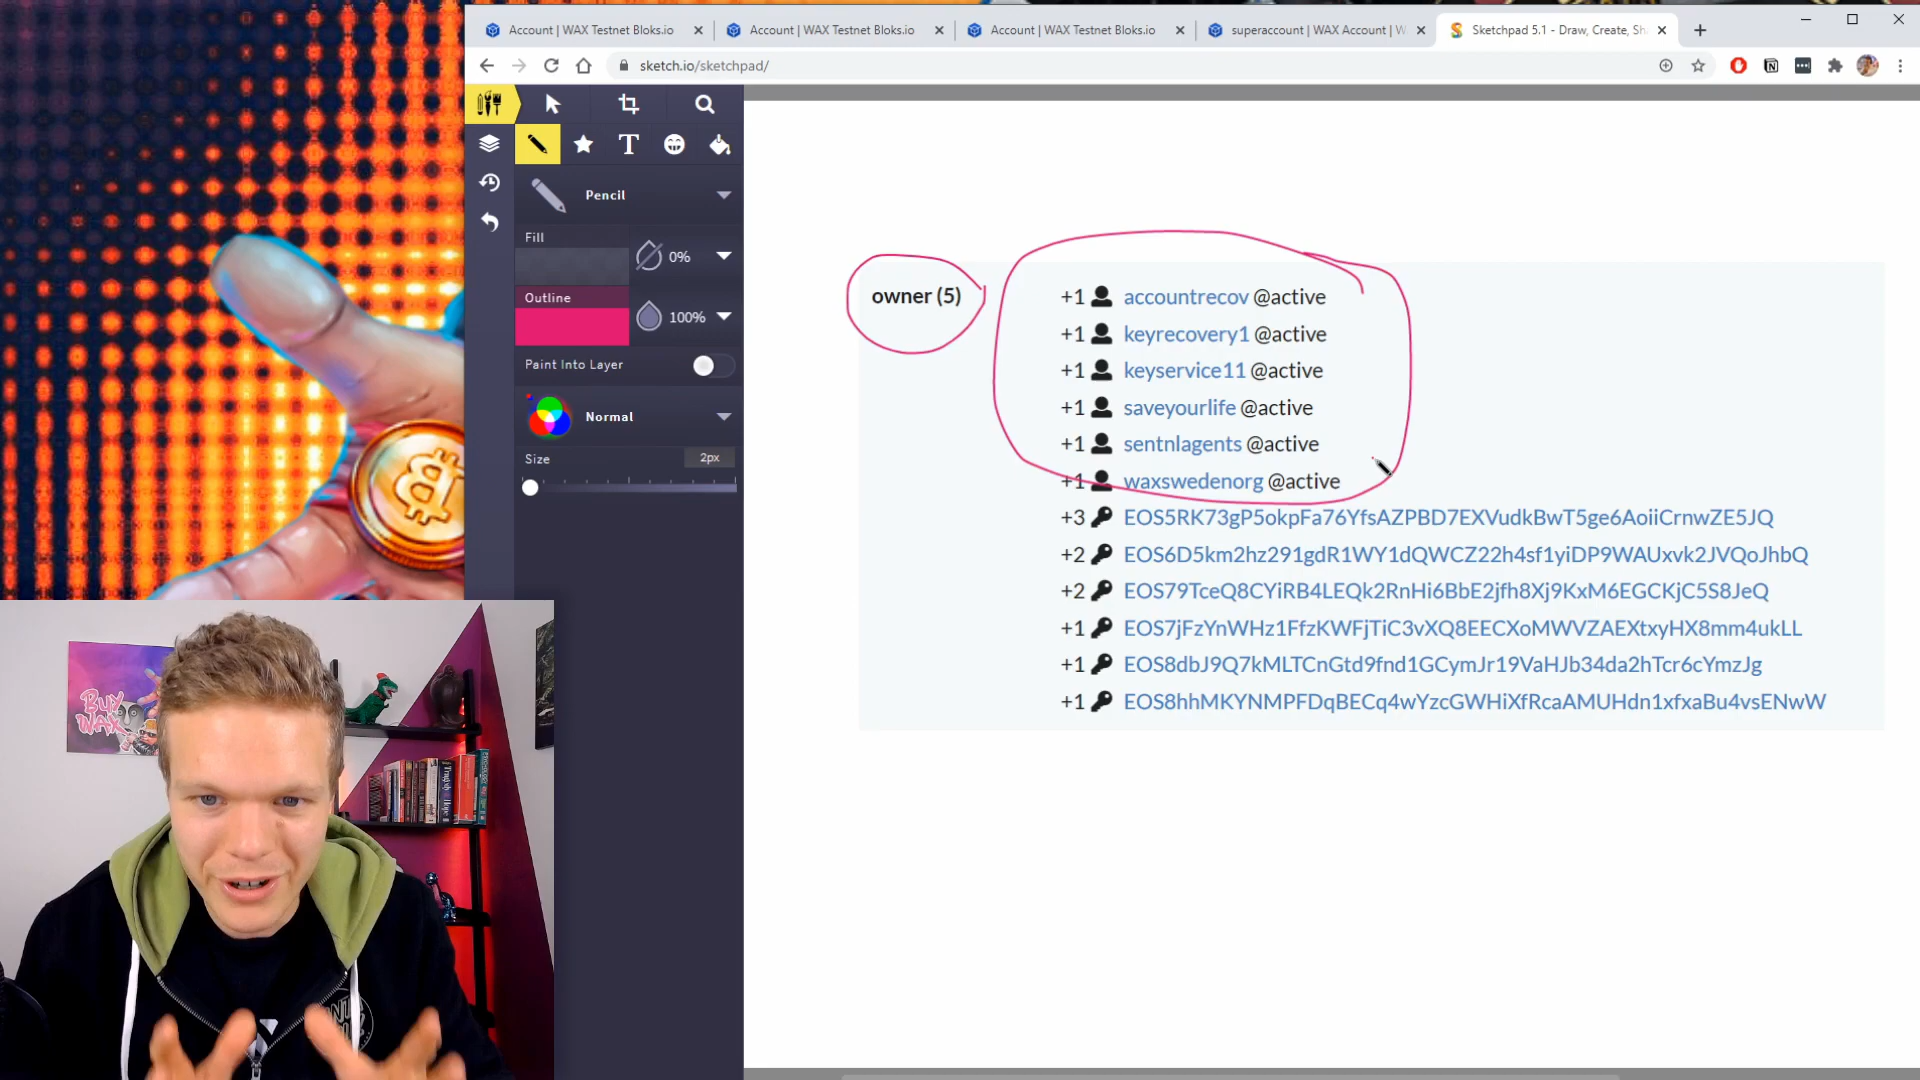 Account | WAX Testnet Bloks.io
Account | WAX Testnet Bloks.io
Account | WAX Testnet Bloks.io
superaccount | WAX Account | W
Sketchpad 5.1 - Draw, Create, Sh
sketch.io/sketchpad/
Pencil
Fill
0%
Outline
100%
Paint Into Layer
Normal
Size
2px
owner (5)
+1 accountrecov @active
+1 keyrecovery1 @active
+1 keyservice11 @active
+1 saveyourlife @active
+1 sentnlagents @active
+1 waxswedenorg @active
+3 EOS5RK73gP5okpFa76YfsAZPBD7EXVudkBwT5ge6AoiiCrnwZE5JQ
+2 EOS6D5km2hz291gdR1WY1dQWCZ22h4sf1yiDP9WAUxvk2JVQoJhbQ
+2 EOS79TceQ8CYiRB4LEQk2RnHi6BbE2jfh8Xj9KxM6EGCKjC5S8JeQ
+1 EOS7jFzYnWHz1FfzKWFjTiC3vXQ8EECXoMWVZAEXtxyHX8mm4ukLL
+1 EOS8dbJ9Q7kMLTCnGtd9fnd1GCymJr19VaHJb34da2hTcr6cYmzJg
+1 EOS8hhMKYNMPFDqBECq4wYzcGWHiXfRcaAMUHdn1xfxaBu4vsENwW
BUY
WAX